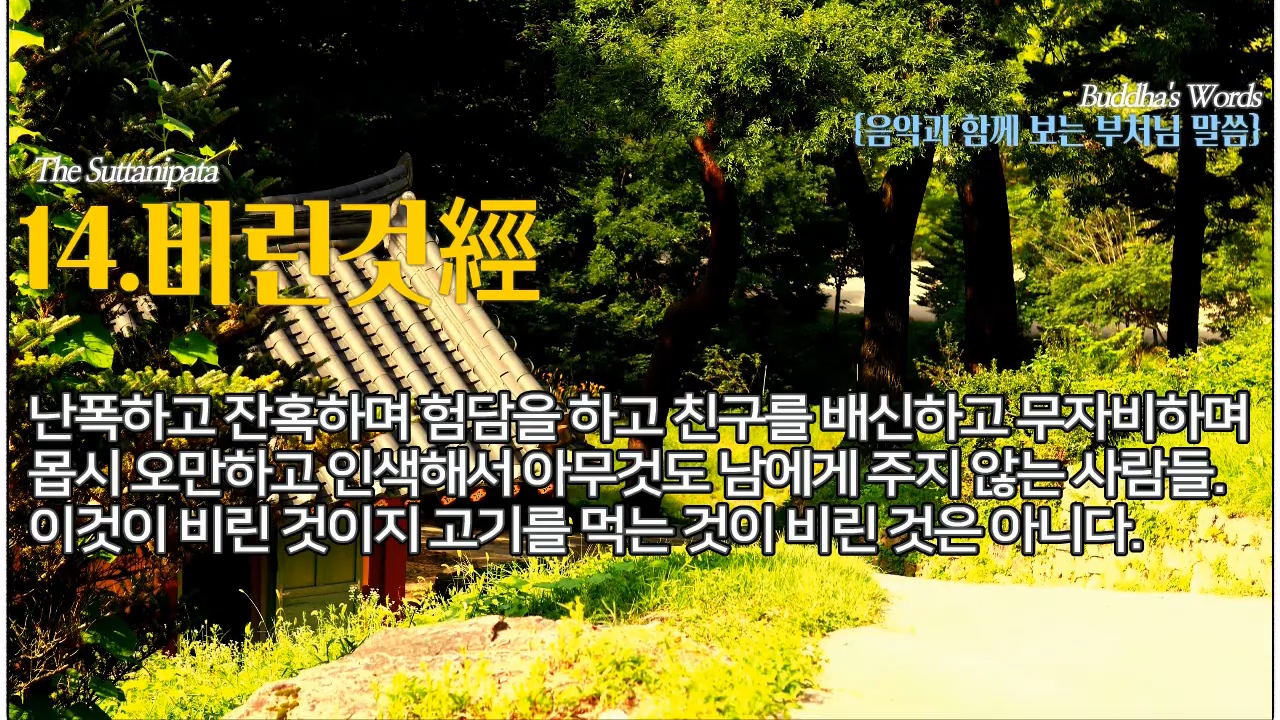 Buddha's Words
{음악과 함께 보는 부처님 말씀}
The Suttanipata
14.비린것經
난폭하고 잔혹하며 험담을 하고 친구를 배신하고 무자비하며
몹시 오만하고 인색해서 아무것도 남에게 주지 않는 사람들.
이것이 비린 것이지 고기를 먹는 것이 비린 것은 아니다.